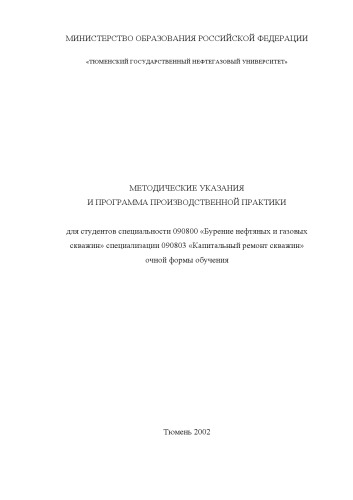 МИНИСТЕРСТВО ОБРАЗОВАНИЯ РОССИЙСКОЙ ФЕДЕРАЦИИ
«ТЮМЕНСКИЙ ГОСУДАРСТВЕННЫЙ НЕФТЕГАЗОВЫЙ УНИВЕРСИТЕТ»
МЕТОДИЧЕСКИЕ УКАЗАНИЯ
И ПРОГРАММА ПРОИЗВОДСТВЕННОЙ ПРАКТИКИ
для студентов специальности 090800 «Бурение нефтяных и газовых
скважин» специализации 090803 «Капитальный ремонт скважин»
очной формы обучения
Тюмень 2002